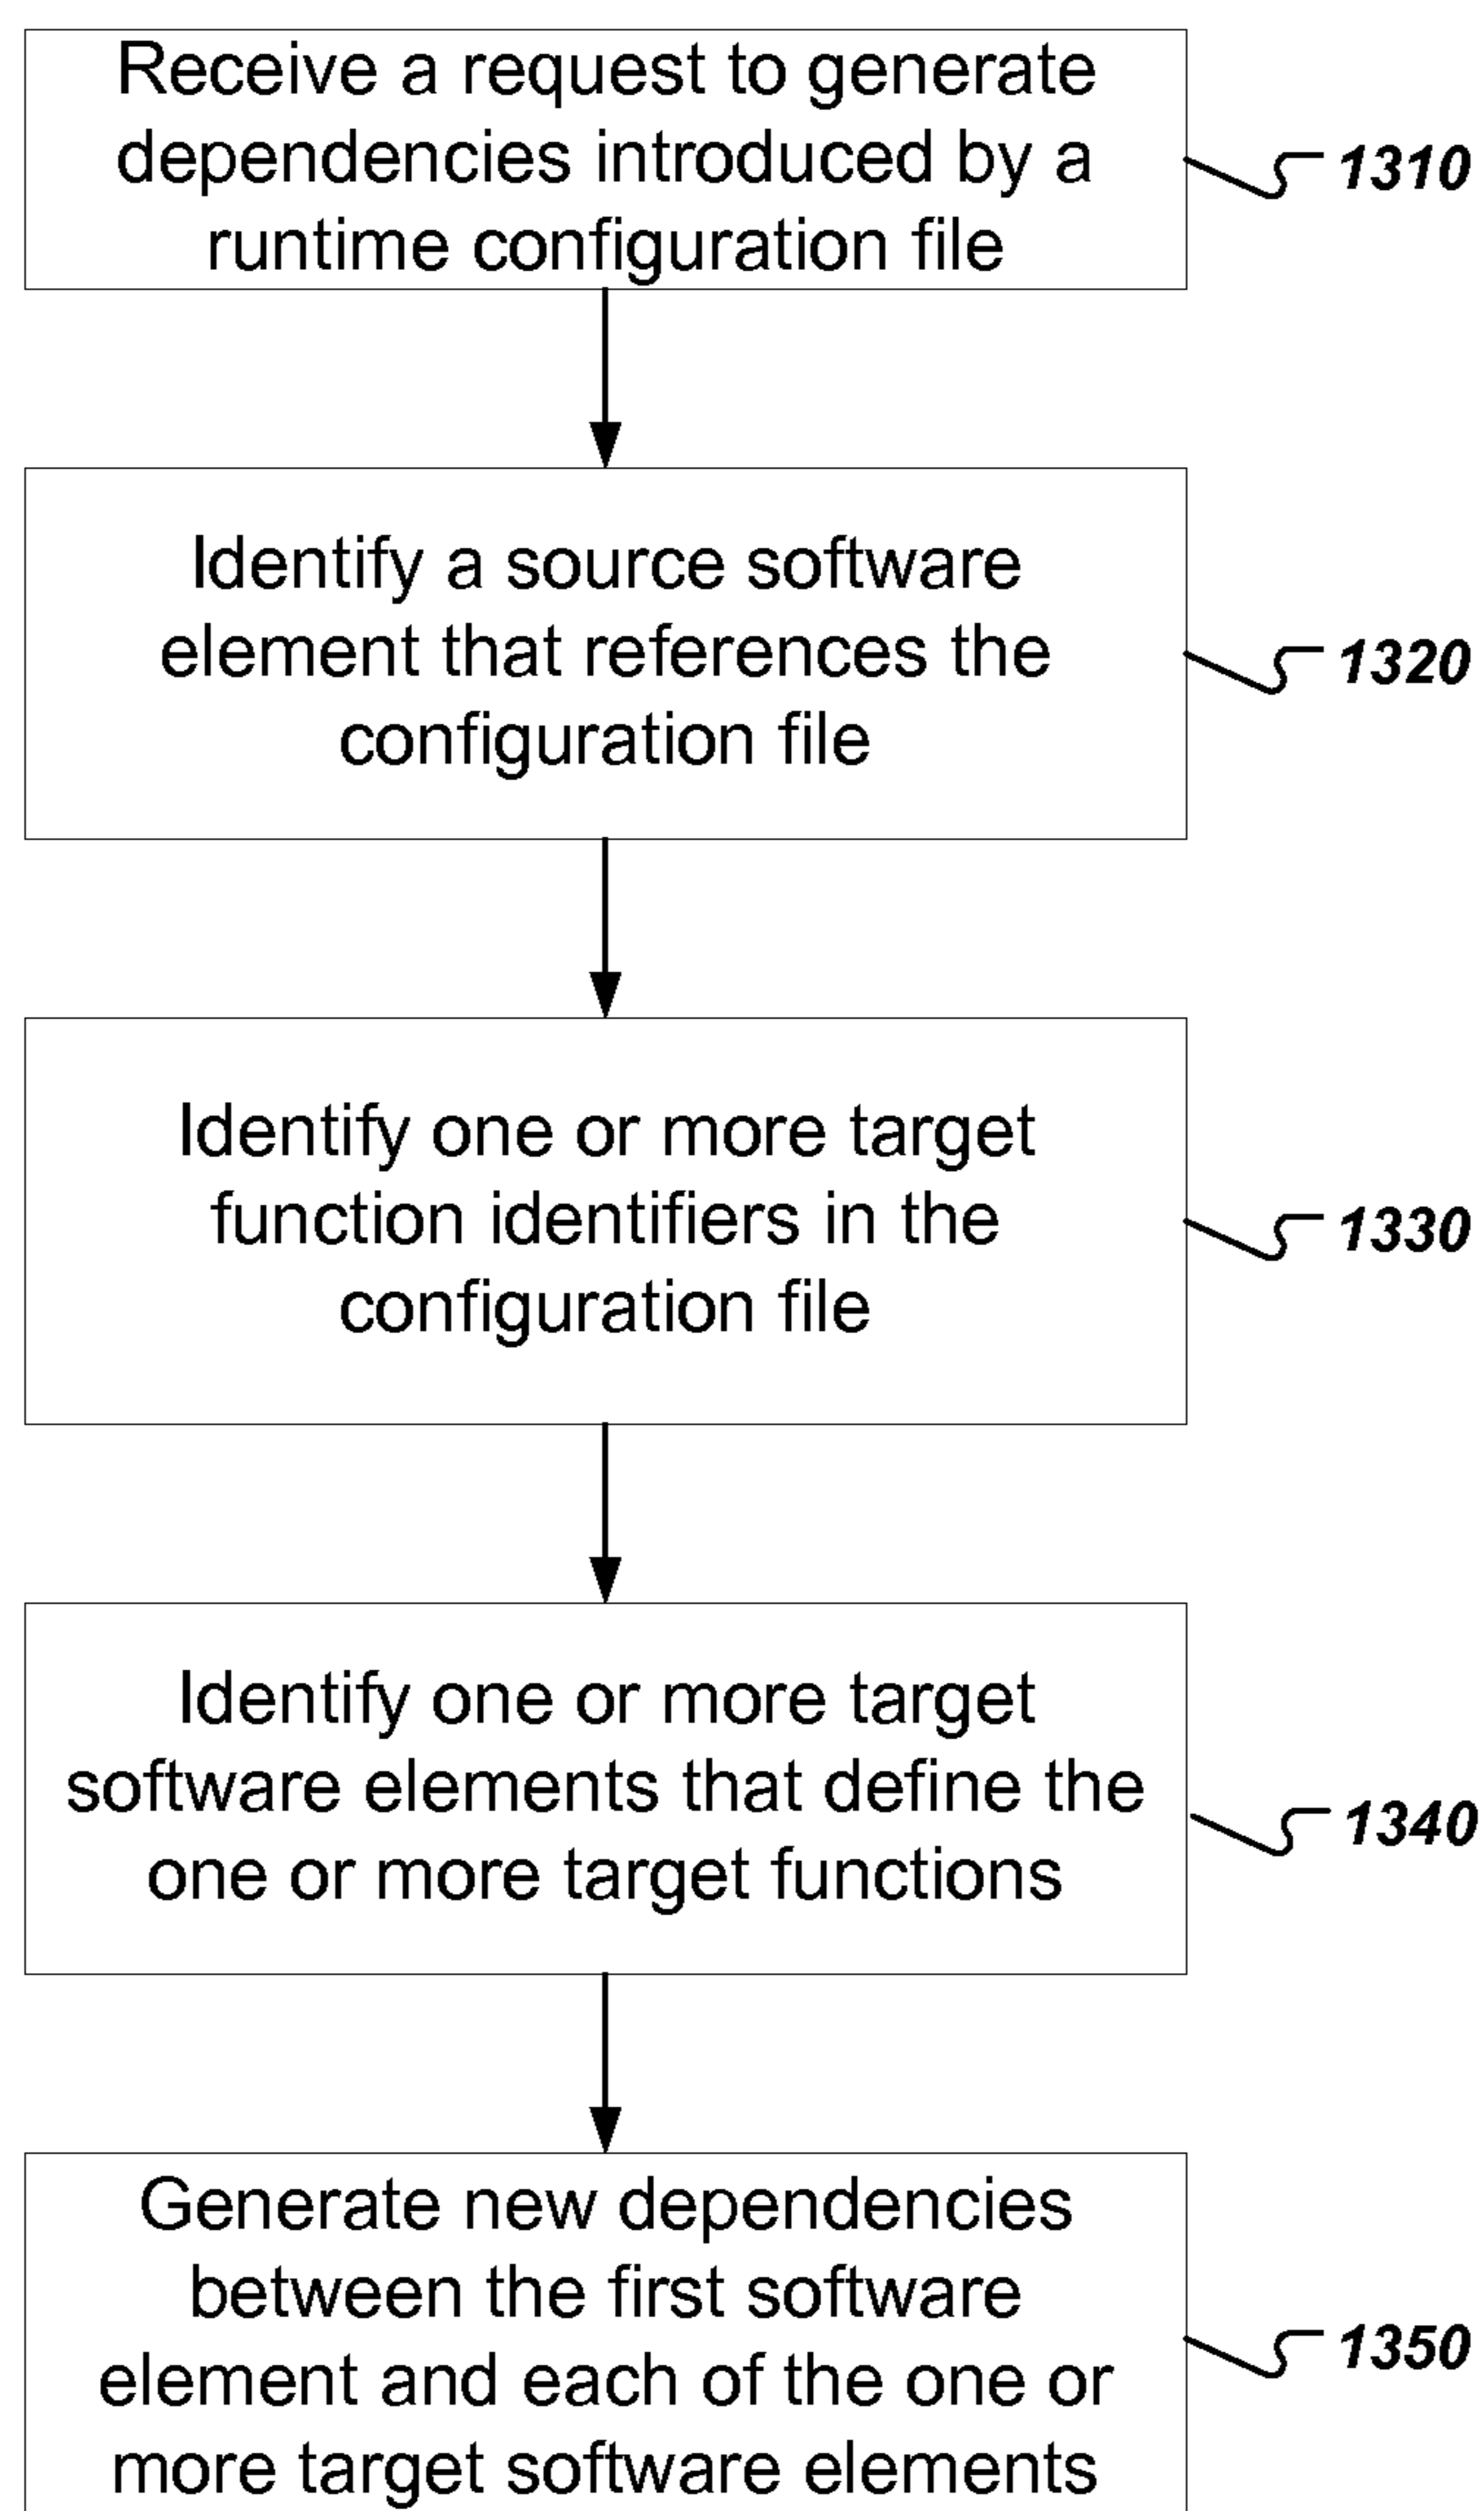 Receive a request to generate
dependencies introduced by a
runtime configuration file
1310
Identify a source software
element that references the
configuration file
1320
Identify one or more target
function identifiers in the
configuration file
1330
Identify one or more target
software elements that define the
one or more target functions
1340
Generate new dependencies
between the first software
element and each of the one or
more target software elements
1350